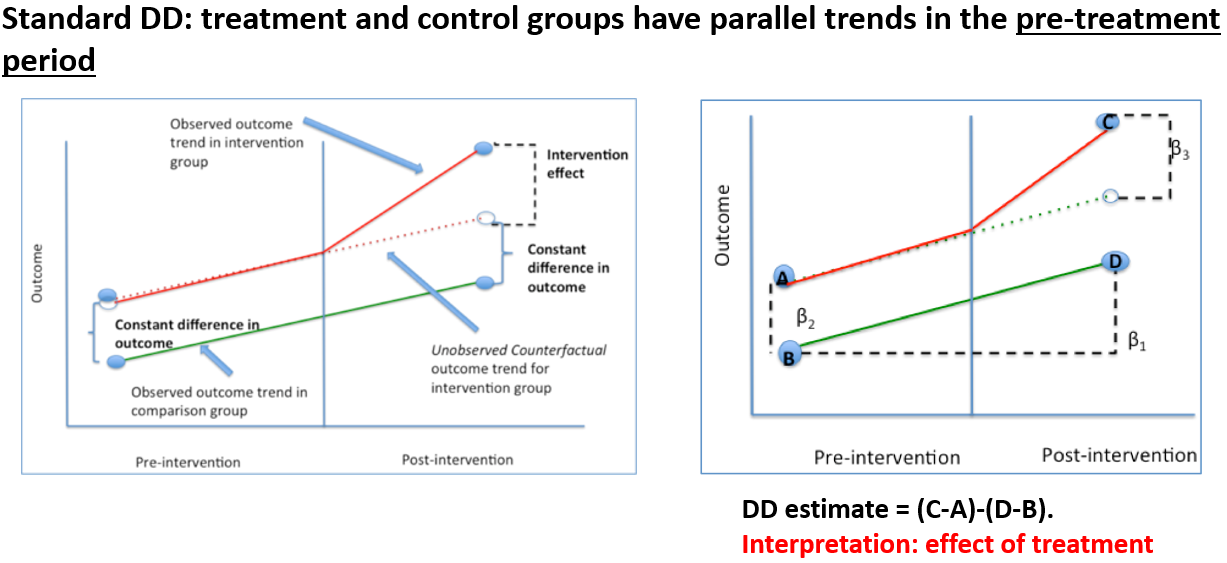 Standard DD: treatment and control groups have parallel trends in the pre-treatment
period
Observed outcome
trend in intervention
group
Intervention
effect
Outcome
Constant
difference in
outcome
Constant difference in
outcome
Unobserved Counterfactual
outcome trend for
intervention group
Observed outcome trend in
comparison group
Pre-intervention
Post-intervention
C
β3
Outcome
A
D
β2
β1
B
Pre-intervention
Post-intervention
DD estimate = (C-A)-(D-B).
Interpretation: effect of treatment